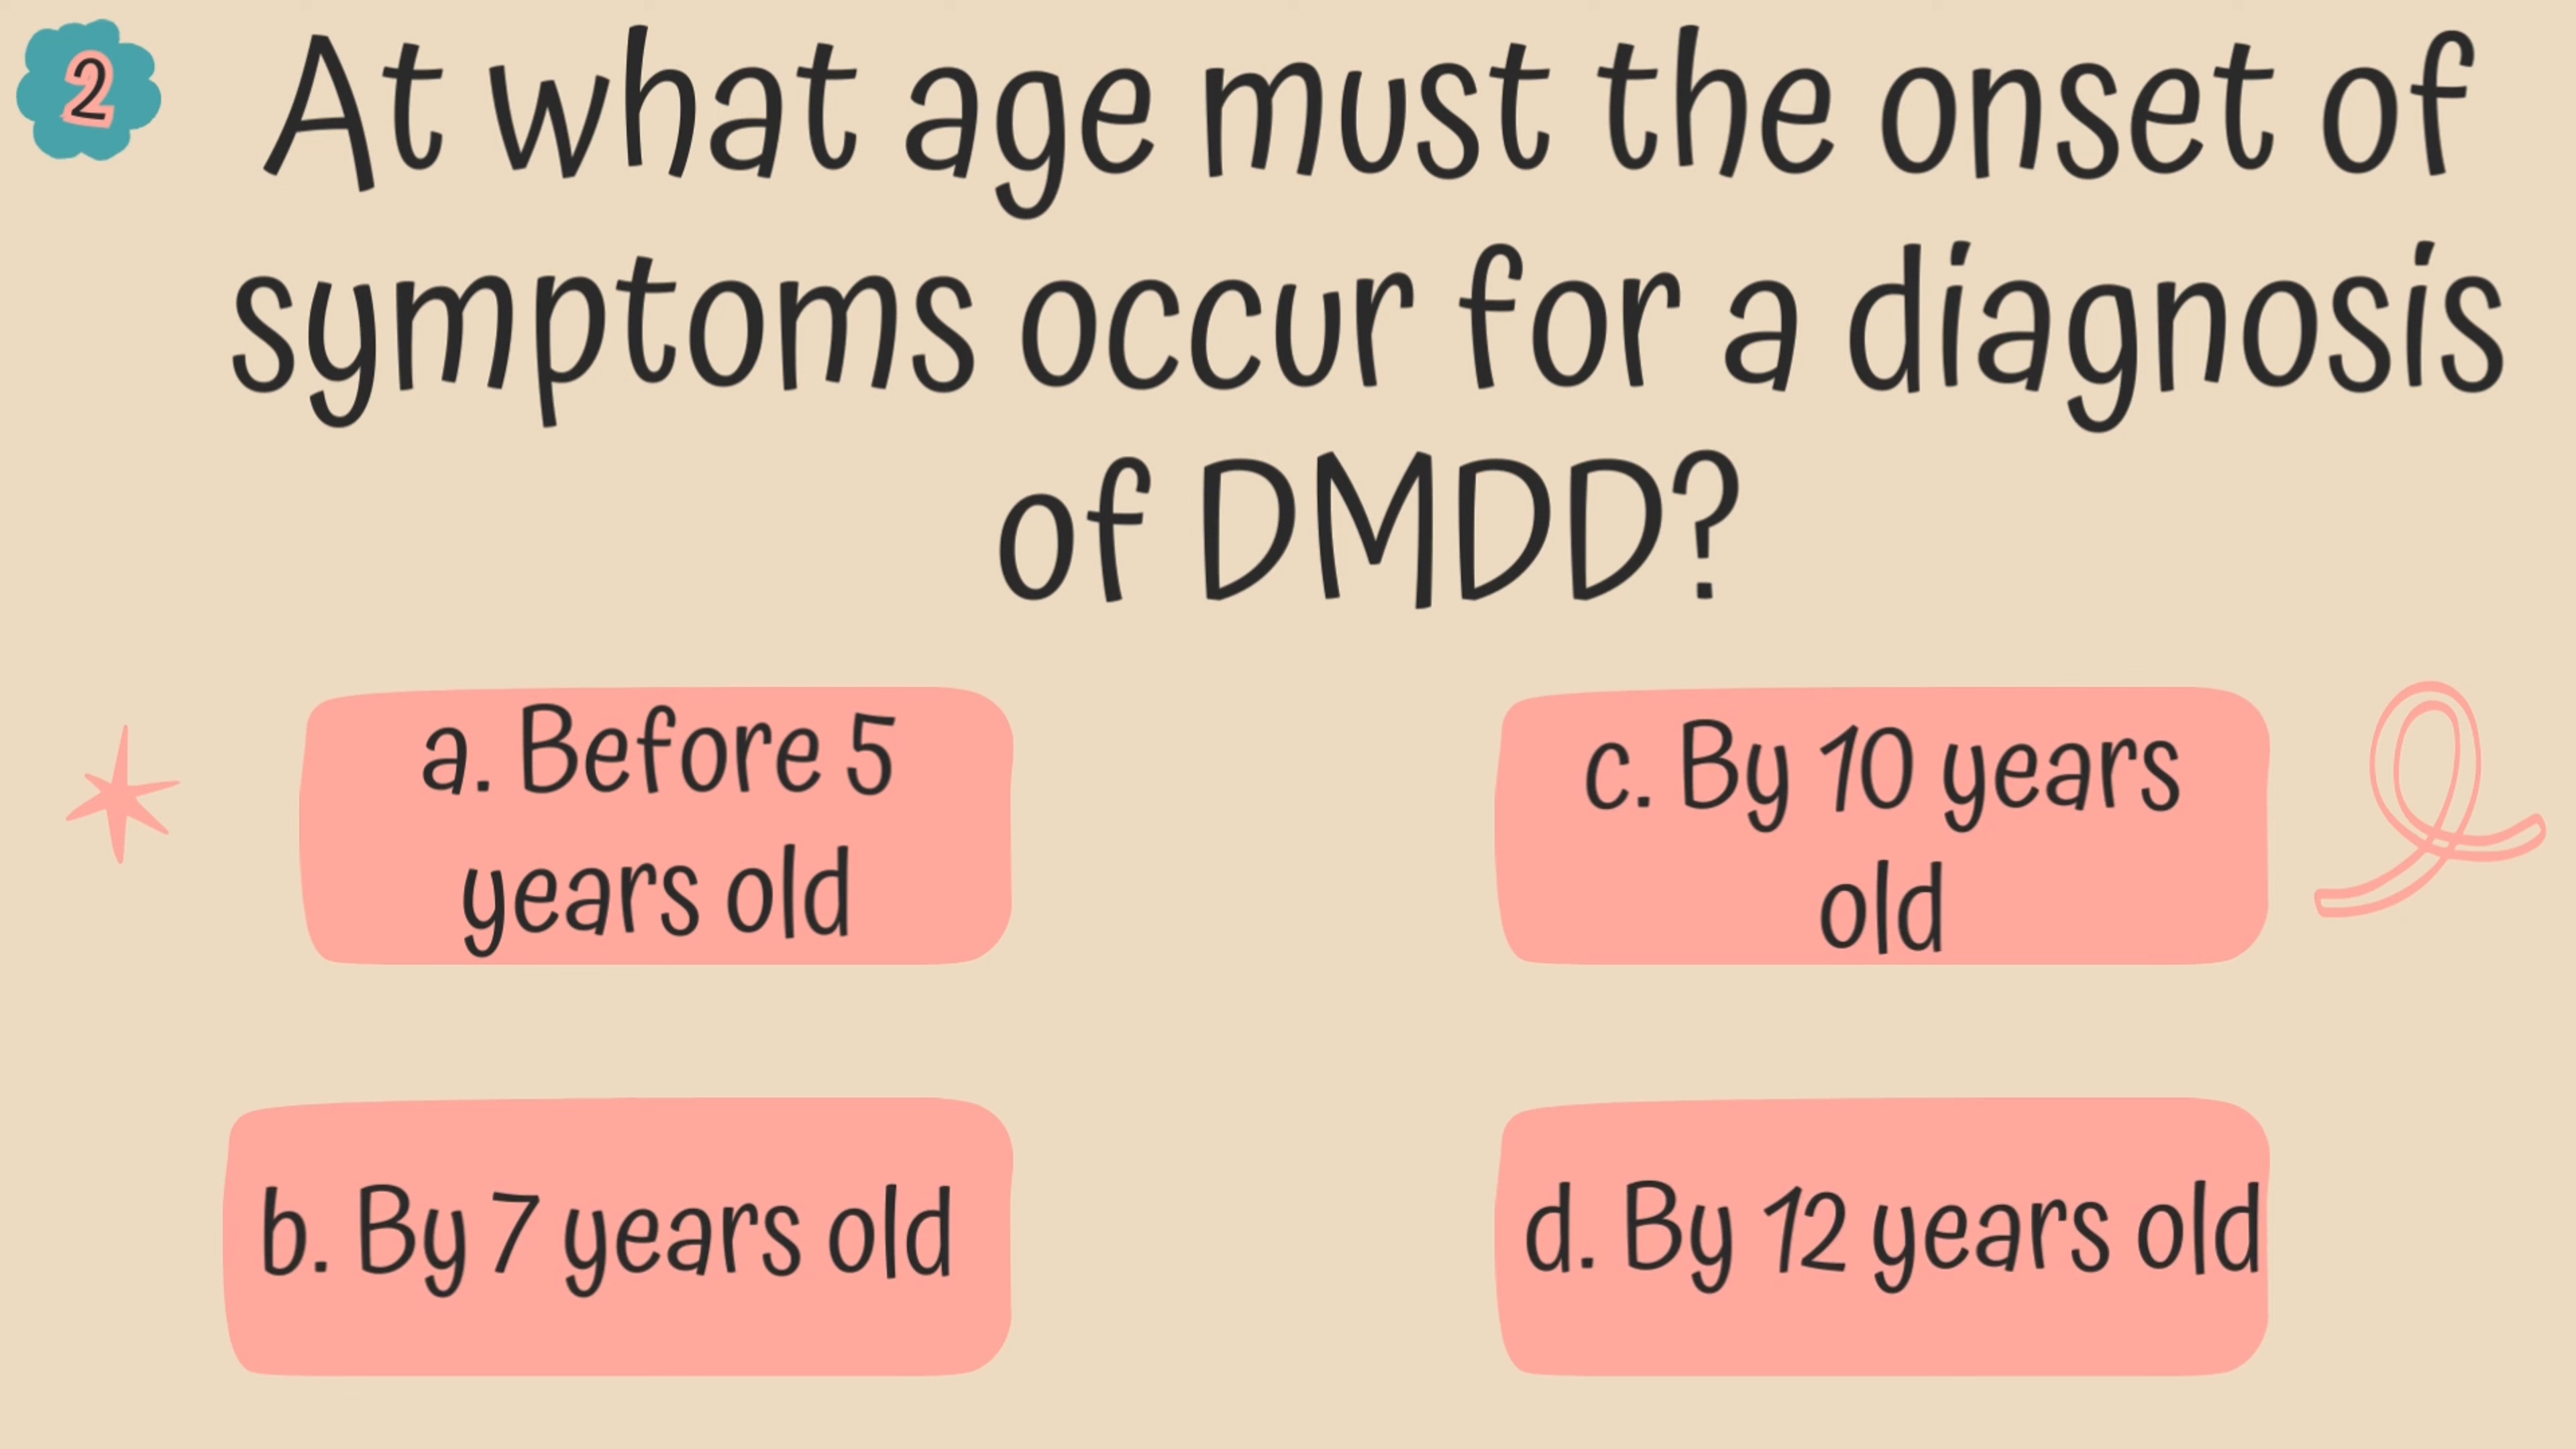 2
At what age must the onset of
symptoms occur for a diagnosis
of DMDD?
a. Before 5
years old
c. By 10 years
old
b. By 7 years old
d. By 12 years old